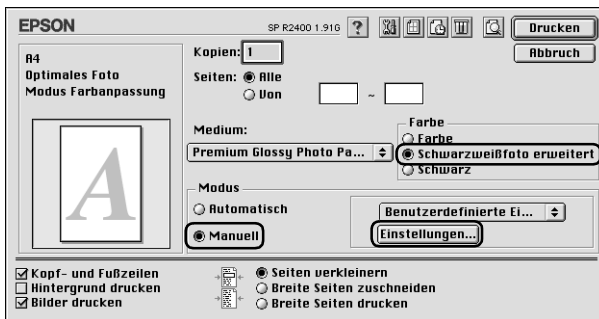 EPSON
SP R2400 1.91G
?
Drucken
Abbruch
A4
Optimales Foto
Modus Farbanpassung
A
Kopien: 1
Seiten: Alle
Von ~
Medium:
Premium Glossy Photo Pa...
Farbe
Farbe
Schwarzweißfoto erweitert
Schwarz
Modus
Automatisch
Manuell
Benutzerdefinierte Ei...
Einstellungen...
Kopf- und Fußzeilen
Hintergrund drucken
Bilder drucken
Seiten verkleinern
Breite Seiten zuschneiden
Breite Seiten drucken